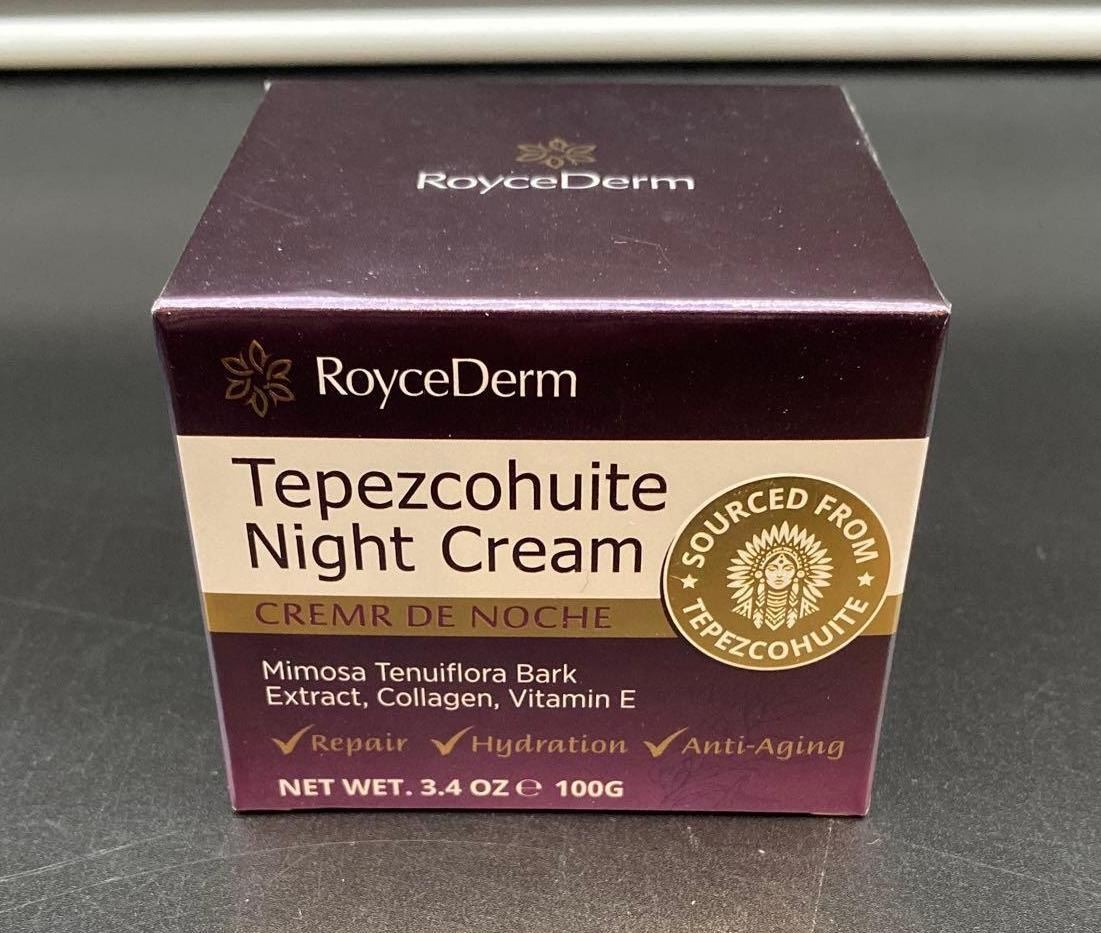 RoyceDerm
RoyceDerm
Tepezcohuite
Night Cream
CREMR DE NOCHE
SOURCED FROM
★ TEPEZCOHUITE ★
Mimosa Tenuiflora Bark
Extract, Collagen, Vitamin E
✓Repair ✓Hydration ✓Anti-Aging
NET WET. 3.4 OZ ℮ 100G